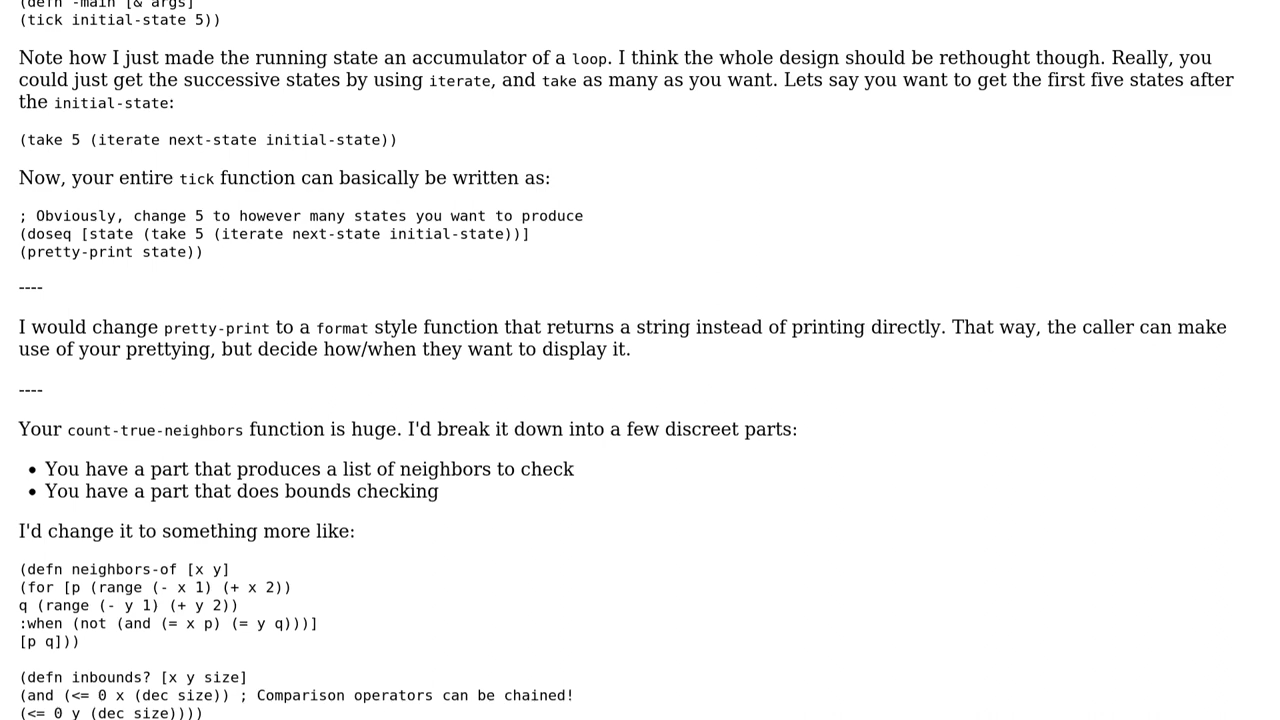 (defn -main [& args]
(tick initial-state 5))
Note how I just made the running state an accumulator of a loop. I think the whole design should be rethought though. Really, you
could just get the successive states by using iterate, and take as many as you want. Lets say you want to get the first five states after
the initial-state:
(take 5 (iterate next-state initial-state))
Now, your entire tick function can basically be written as:
; Obviously, change 5 to however many states you want to produce
(doseq [state (take 5 (iterate next-state initial-state))]
(pretty-print state))
----
I would change pretty-print to a format style function that returns a string instead of printing directly. That way, the caller can make
use of your prettying, but decide how/when they want to display it.
----
Your count-true-neighbors function is huge. I'd break it down into a few discreet parts:
• You have a part that produces a list of neighbors to check
• You have a part that does bounds checking
I'd change it to something more like:
(defn neighbors-of [x y]
(for [p (range (- x 1) (+ x 2))
q (range (- y 1) (+ y 2))
:when (not (and (= x p) (= y q)))]
[p q]))
(defn inbounds? [x y size]
(and (<= 0 x (dec size)) ; Comparison operators can be chained!
(<= 0 y (dec size))))